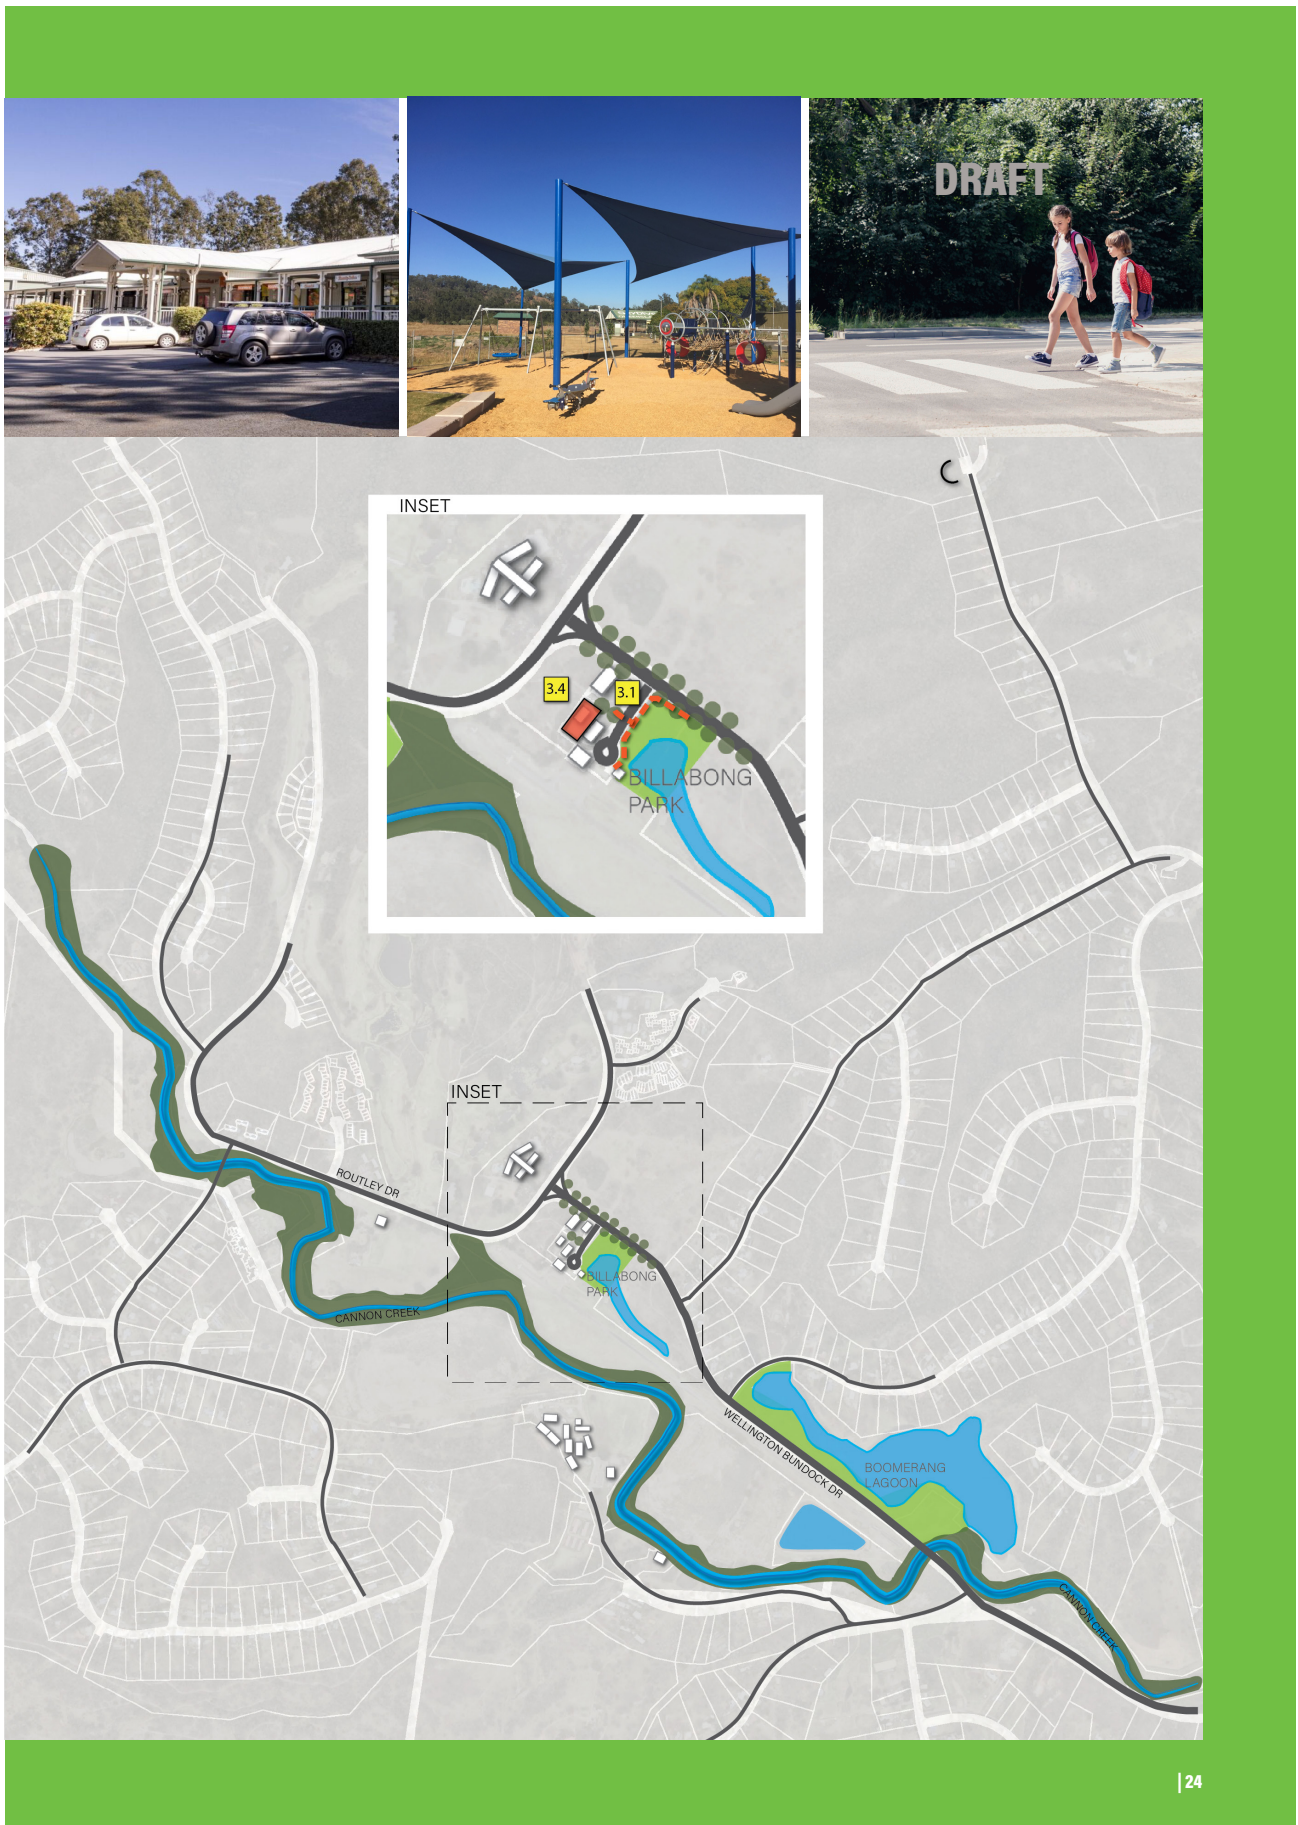 DRAFT
INSET
3.4
3.1
BILLABONG
PARK
INSET
ROUTLEY DR
BILLABONG
PARK
CANNON CREEK
WELLINGTON BUNDOCK DR
BOOMERANG
LAGOON
CANNON CREEK
|24